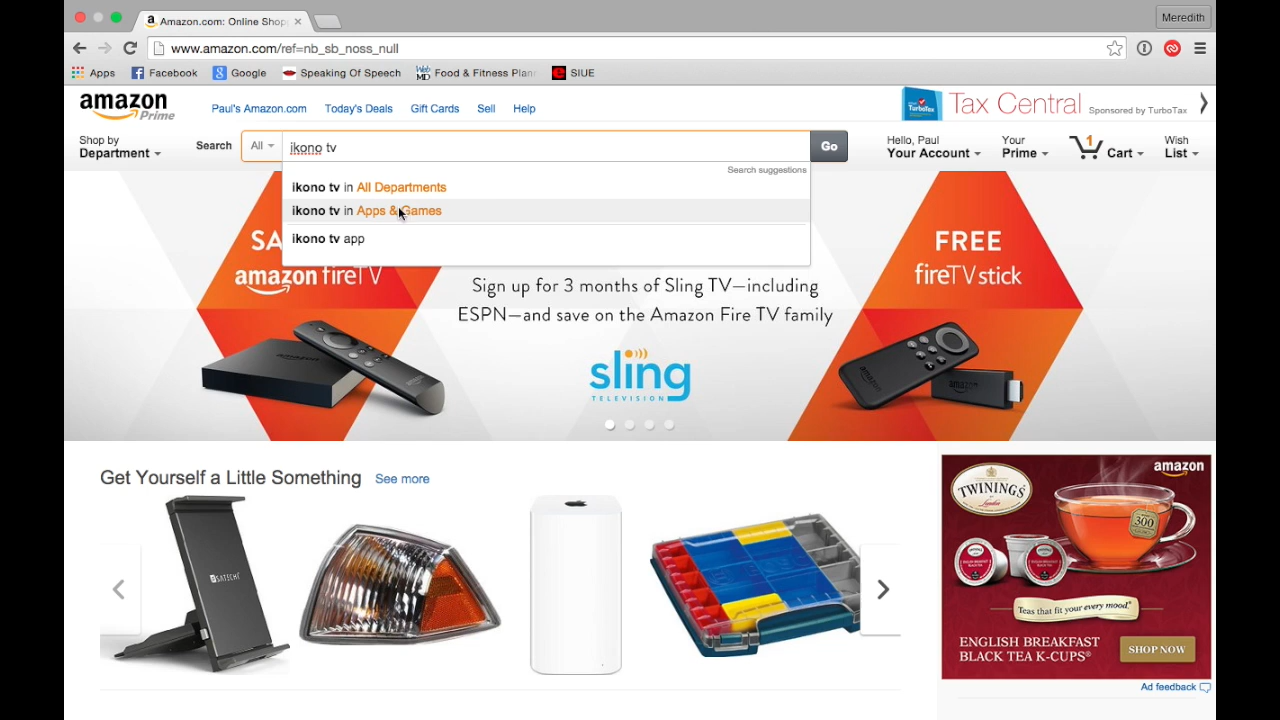 Amazon.com: Online Shop
Meredith
www.amazon.com/ref=nb_sb_noss_null
Apps Facebook Google Speaking Of Speech Food & Fitness Plan SIUE
amazon Prime
Paul's Amazon.com Today's Deals Gift Cards Sell Help
TurboTax Tax Central Sponsored by TurboTax
Shop by Department
Search All ikono tv Go
Hello, Paul Your Account
Your Prime
1 Cart
Wish List
Search suggestions
ikono tv in All Departments
ikono tv in Apps & Games
ikono tv app
SA
amazon fireTV
Sign up for 3 months of Sling TV—including
ESPN—and save on the Amazon Fire TV family
sling
TELEVISION
FREE
fireTV stick
Get Yourself a Little Something See more
SATECHI
amazon
TWININGS
London
300
Teas that fit your every mood.
ENGLISH BREAKFAST
BLACK TEA K-CUPS®
SHOP NOW
Ad feedback